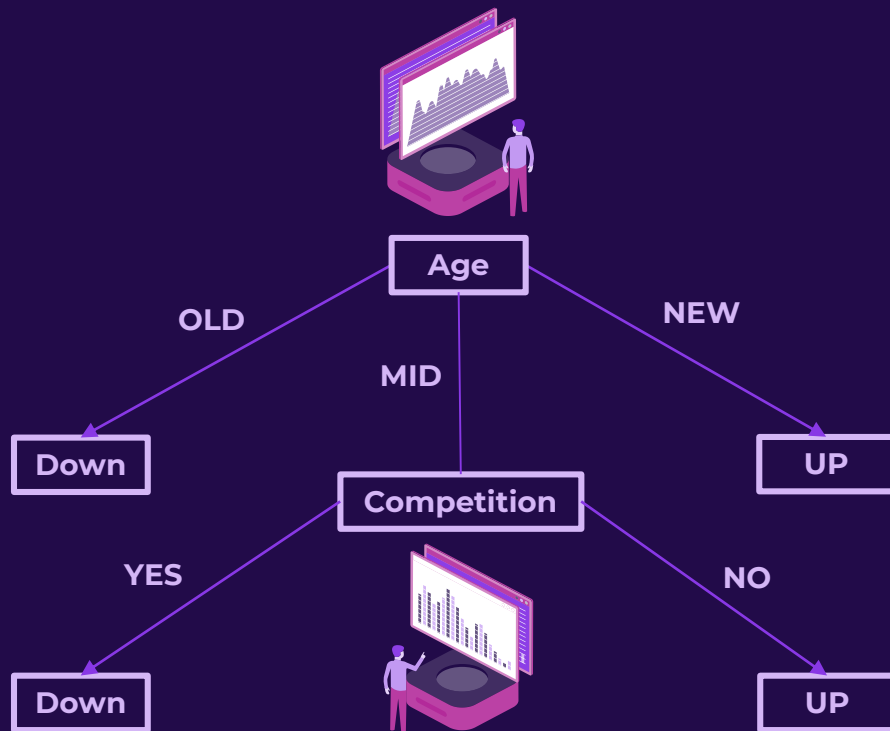 Age
OLD
NEW
MID
Down
UP
Competition
YES
NO
Down
UP